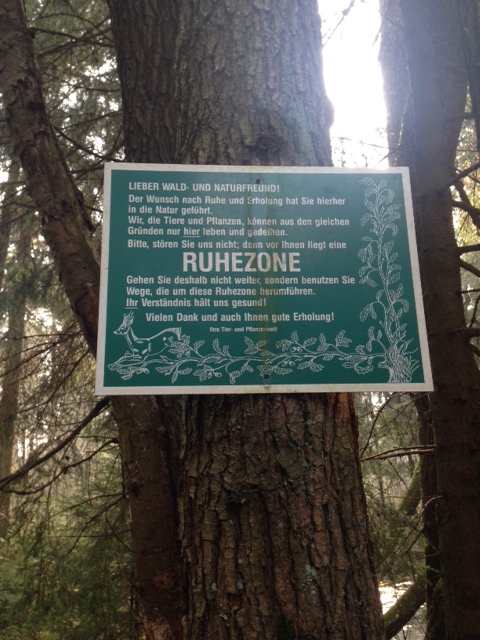 LIEBER WALD- UND NATURFREUND!
Der Wunsch nach Ruhe und Erholung hat Sie hierher
in die Natur geführt.
Wir, die Tiere und Pflanzen, können aus den gleichen
Gründen nur hier leben und gedeihen.
Bitte, stören Sie uns nicht; denn vor Ihnen liegt eine
RUHEZONE
Gehen Sie deshalb nicht weiter, sondern benutzen Sie
Wege, die um diese Ruhezone herumführen.
Ihr Verständnis hält uns gesund!
Vielen Dank und auch Ihnen gute Erholung!
Ihre Tier- und Pflanzenwelt